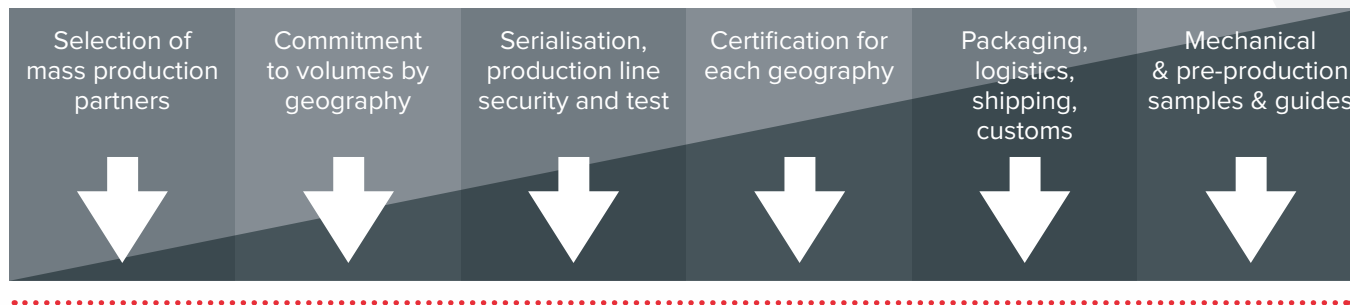 Selection of
mass production
partners
Commitment
to volumes by
geography
Serialisation,
production line
security and test
Certification for
each geography
Packaging,
logistics,
shipping,
customs
Mechanical
& pre-production
samples & guides